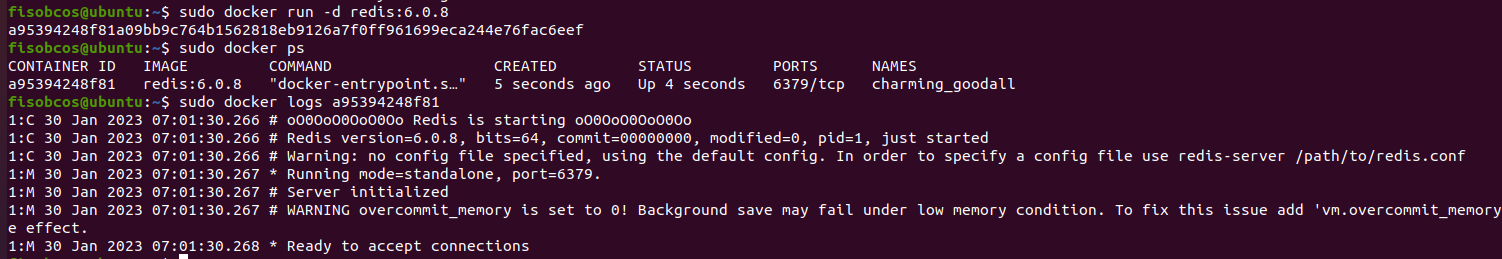 fisobcos@ubuntu:~$ sudo docker run -d redis:6.0.8
a95394248f81a09bb9c764b1562818eb9126a7f0ff961699eca244e76fac6eef
fisobcos@ubuntu:~$ sudo docker ps
CONTAINER ID   IMAGE         COMMAND                  CREATED         STATUS         PORTS      NAMES
a95394248f81   redis:6.0.8   "docker-entrypoint.s…"   5 seconds ago   Up 4 seconds   6379/tcp   charming_goodall
fisobcos@ubuntu:~$ sudo docker logs a95394248f81
1:C 30 Jan 2023 07:01:30.266 # oO0OoO0OoO0Oo Redis is starting oO0OoO0OoO0Oo
1:C 30 Jan 2023 07:01:30.266 # Redis version=6.0.8, bits=64, commit=00000000, modified=0, pid=1, just started
1:C 30 Jan 2023 07:01:30.266 # Warning: no config file specified, using the default config. In order to specify a config file use redis-server /path/to/redis.conf
1:M 30 Jan 2023 07:01:30.267 * Running mode=standalone, port=6379.
1:M 30 Jan 2023 07:01:30.267 # Server initialized
1:M 30 Jan 2023 07:01:30.267 # WARNING overcommit_memory is set to 0! Background save may fail under low memory condition. To fix this issue add 'vm.overcommit_memory
e effect.
1:M 30 Jan 2023 07:01:30.268 * Ready to accept connections